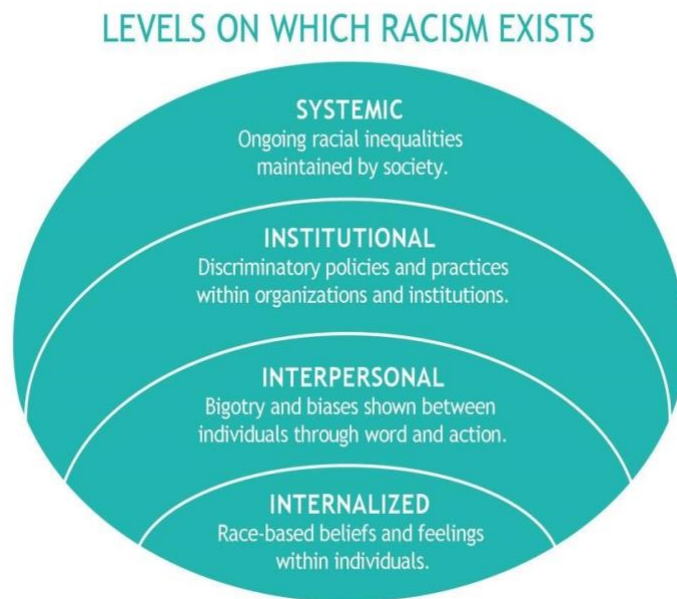 LEVELS ON WHICH RACISM EXISTS
SYSTEMIC
Ongoing racial inequalities
maintained by society.
INSTITUTIONAL
Discriminatory policies and practices
within organizations and institutions.
INTERPERSONAL
Bigotry and biases shown between
individuals through word and action.
INTERNALIZED
Race-based beliefs and feelings
within individuals.